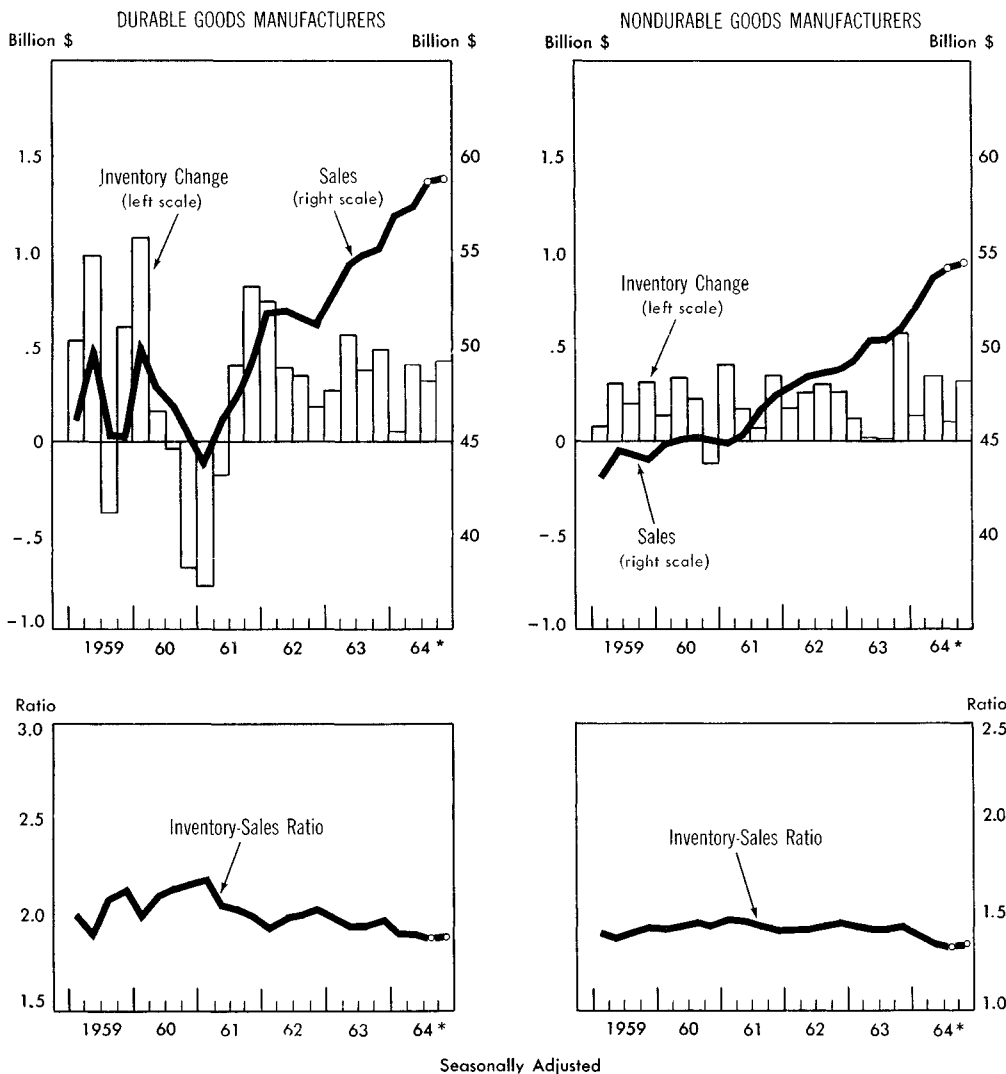 DURABLE GOODS MANUFACTURERS
Billion $
Billion $
1.5
1.0
.5
0
-.5
-1.0
60
55
50
45
40
Inventory Change
(left scale)
Sales
(right scale)
1959 60 61 62 63 64 *
NONDURABLE GOODS MANUFACTURERS
Billion $
Billion $
1.5
1.0
.5
0
-.5
-1.0
60
55
50
45
40
Inventory Change
(left scale)
Sales
(right scale)
1959 60 61 62 63 64 *
Ratio
3.0
2.5
2.0
1.5
Inventory-Sales Ratio
1959 60 61 62 63 64 *
Ratio
2.5
2.0
1.5
1.0
Inventory-Sales Ratio
1959 60 61 62 63 64 *
Seasonally Adjusted